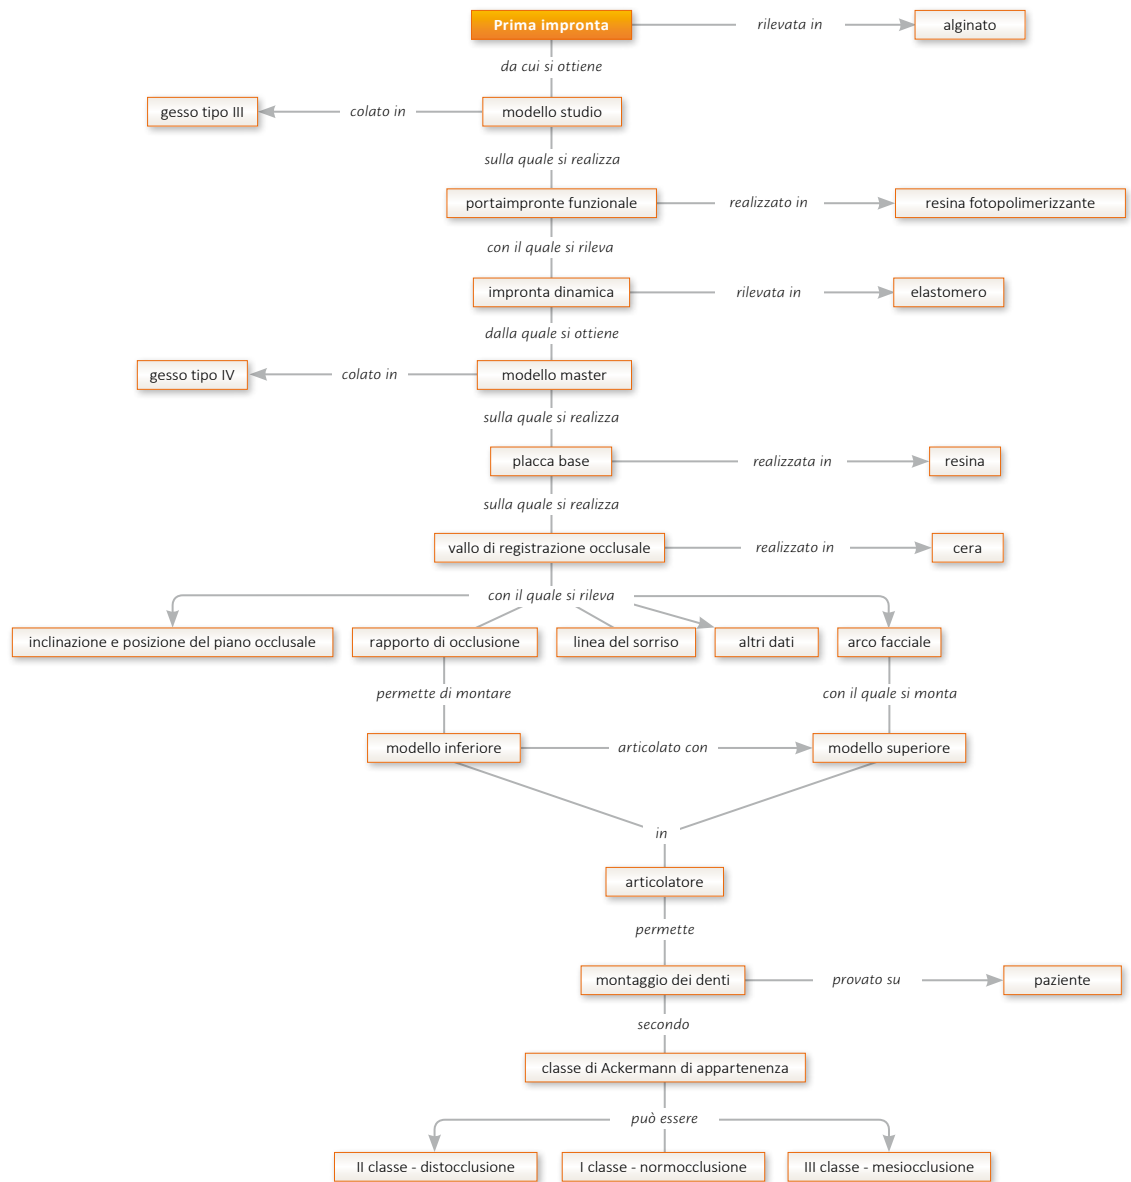 Prima impronta
rilevata in
alginato
da cui si ottiene
gesso tipo III
colato in
modello studio
sulla quale si realizza
portaimpronte funzionale
realizzato in
resina fotopolimerizzante
con il quale si rileva
impronta dinamica
rilevata in
elastomero
dalla quale si ottiene
gesso tipo IV
colato in
modello master
sulla quale si realizza
placca base
realizzata in
resina
sulla quale si realizza
vallo di registrazione occlusale
realizzato in
cera
con il quale si rileva
inclinazione e posizione del piano occlusale
rapporto di occlusione
linea del sorriso
altri dati
arco facciale
permette di montare
con il quale si monta
modello inferiore
articolato con
modello superiore
in
articolatore
permette
montaggio dei denti
provato su
paziente
secondo
classe di Ackermann di appartenenza
può essere
II classe - distocclusione
I classe - normocclusione
III classe - mesiocclusione